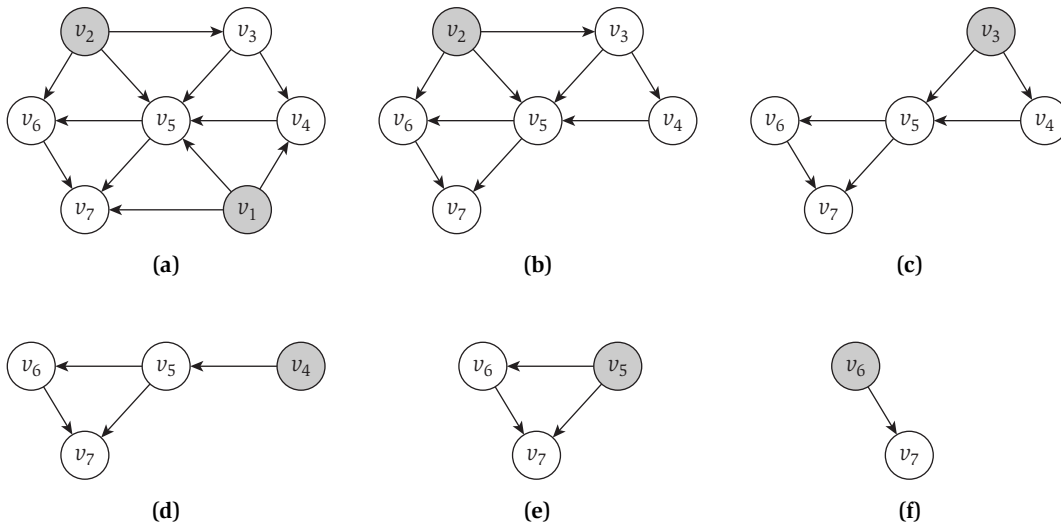 v2 v3 v2 v3 v3
v6 v5 v4 v6 v5 v4 v6 v5 v4
v7 v1 v7 v7
(a) (b) (c)
v6 v5 v4 v6 v5 v6
v7 v7 v7
(d) (e) (f)